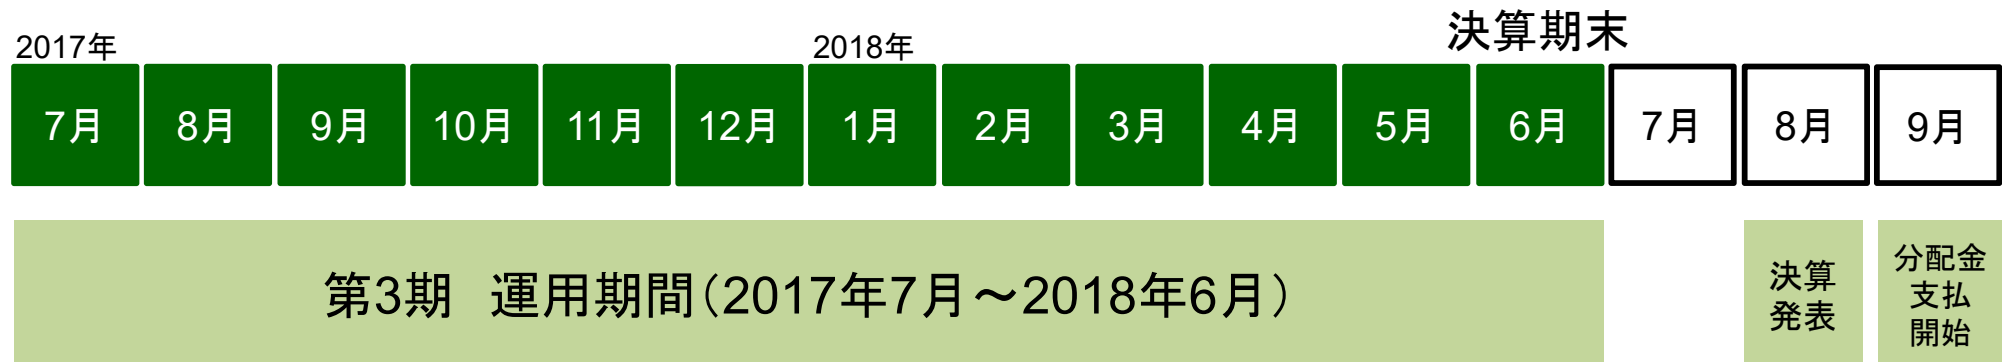 2017年
2018年
決算期末
7月 8月 9月 10月 11月 12月 1月 2月 3月 4月 5月 6月 7月 8月 9月
第3期　運用期間（2017年7月～2018年6月）
決算
発表
分配金
支払
開始